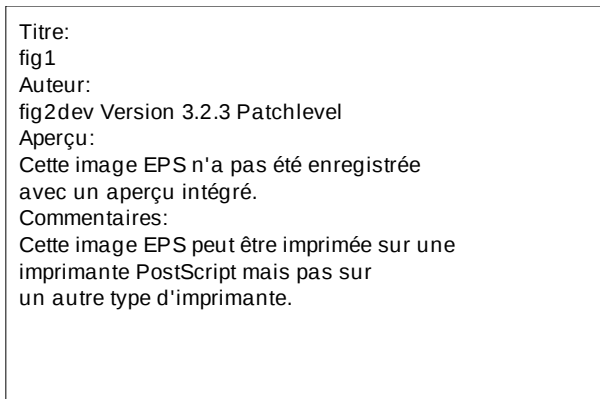 Titre:
fig1
Auteur:
fig2dev Version 3.2.3 Patchlevel
Aperçu:
Cette image EPS n'a pas été enregistrée
avec un aperçu intégré.
Commentaires:
Cette image EPS peut être imprimée sur une
imprimante PostScript mais pas sur
un autre type d'imprimante.